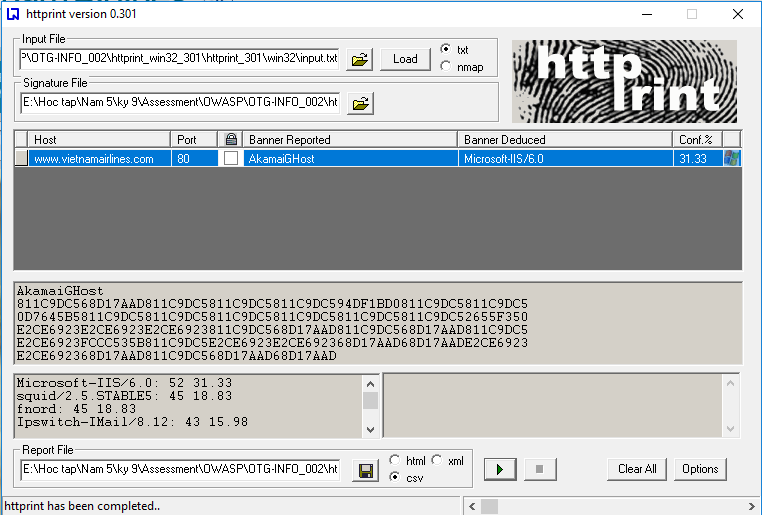 httprint version 0.301
Input File
P\OTG-INFO_002\httprint_win32_301\httprint_301\win32\input.txt
Load
txt
nmap
http
print
Signature File
E:\Hoc tap\Nam 5\ky 9\Assessment\OWASP\OTG-INFO_002\ht
Host Port Banner Reported Banner Deduced Conf.%
www.vietnamairlines.com 80 AkamaiGHost Microsoft-IIS/6.0 31.33
AkamaiGHost
811C9DC568D17AAD811C9DC5811C9DC5811C9DC594DF1BD0811C9DC5811C9DC5
0D7645B5811C9DC5811C9DC5811C9DC5811C9DC5811C9DC5811C9DC52655F350
E2CE6923E2CE6923E2CE6923811C9DC568D17AAD811C9DC568D17AAD811C9DC5
E2CE6923FCCC535B811C9DC5E2CE6923E2CE692368D17AAD68D17AADE2CE6923
E2CE692368D17AAD811C9DC568D17AAD68D17AAD
Microsoft-IIS/6.0: 52 31.33
squid/2.5.STABLE5: 45 18.83
fnord: 45 18.83
Ipswitch-IMail/8.12: 43 15.98
Report File
E:\Hoc tap\Nam 5\ky 9\Assessment\OWASP\OTG-INFO_002\ht
html xml
csv
Clear All Options
httprint has been completed..